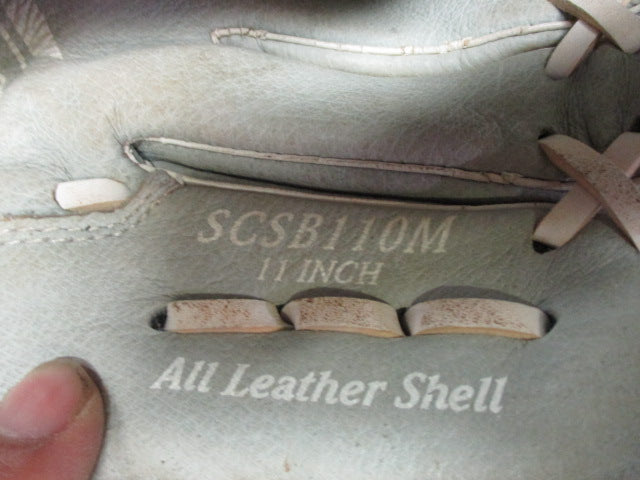 SCSB110M
11 INCH
All Leather Shell